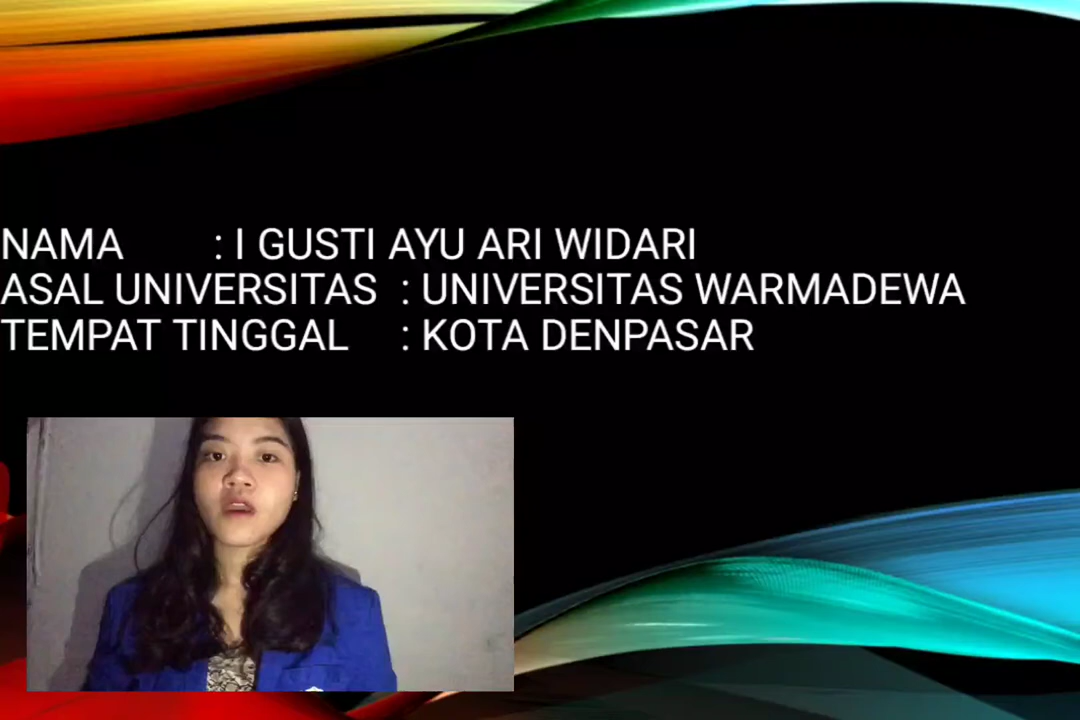 NAMA : I GUSTI AYU ARI WIDARI
ASAL UNIVERSITAS : UNIVERSITAS WARMADEWA
TEMPAT TINGGAL : KOTA DENPASAR